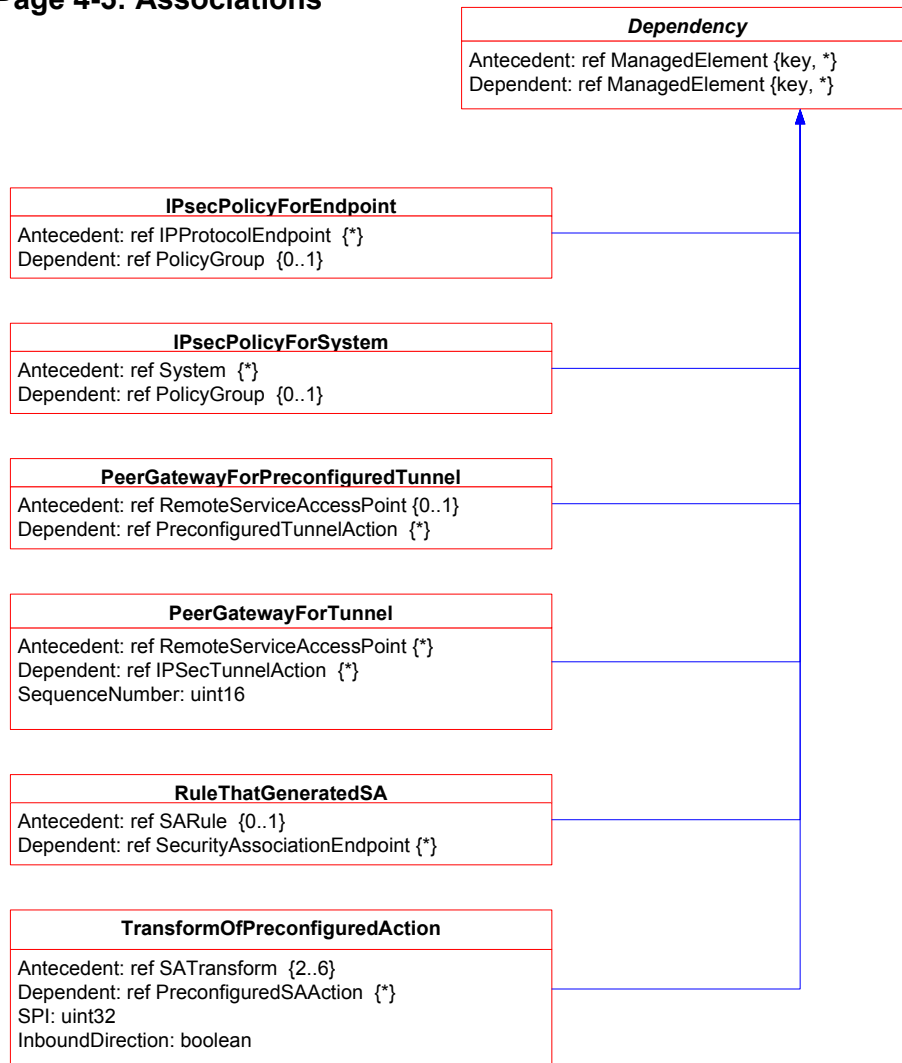 Page 4-5: Associations
Dependency
Antecedent: ref ManagedElement {key, *}
Dependent: ref ManagedElement {key, *}
IPsecPolicyForEndpoint
Antecedent: ref IPProtocolEndpoint {*}
Dependent: ref PolicyGroup {0..1}
IPsecPolicyForSystem
Antecedent: ref System {*}
Dependent: ref PolicyGroup {0..1}
PeerGatewayForPreconfiguredTunnel
Antecedent: ref RemoteServiceAccessPoint {0..1}
Dependent: ref PreconfiguredTunnelAction {*}
PeerGatewayForTunnel
Antecedent: ref RemoteServiceAccessPoint {*}
Dependent: ref IPSecTunnelAction {*}
SequenceNumber: uint16
RuleThatGeneratedSA
Antecedent: ref SARule {0..1}
Dependent: ref SecurityAssociationEndpoint {*}
TransformOfPreconfiguredAction
Antecedent: ref SATransform {2..6}
Dependent: ref PreconfiguredSAAction {*}
SPI: uint32
InboundDirection: boolean